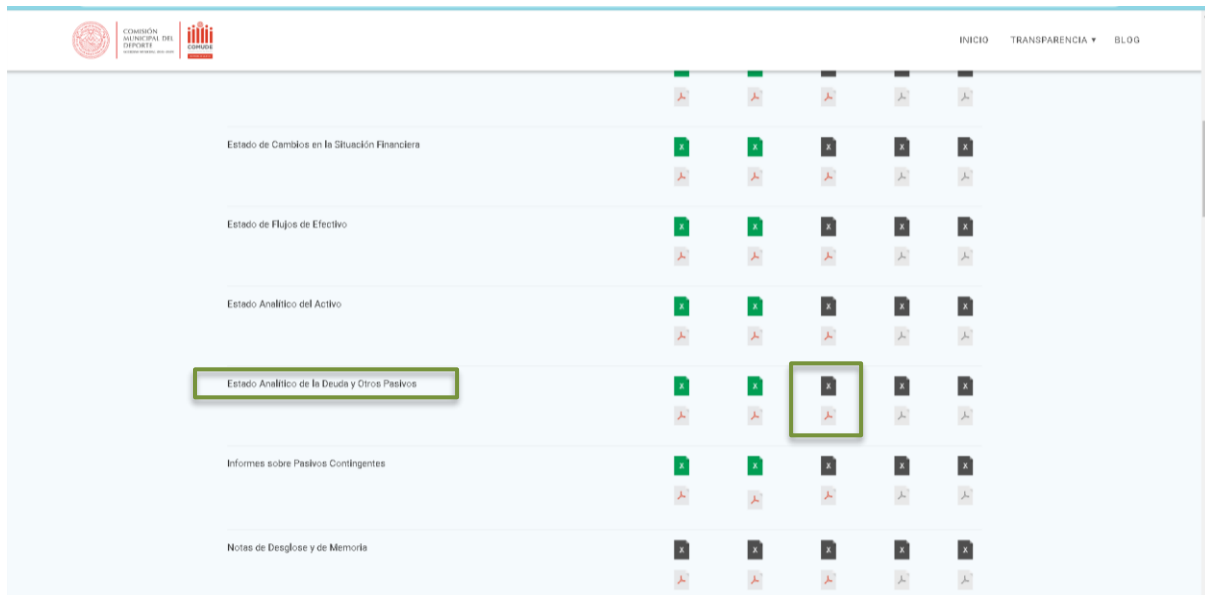 COMISIÓN
MUNICIPAL DEL
DEPORTE
COMUDE
INICIO TRANSPARENCIA ▾ BLOG
Estado de Cambios en la Situación Financiera
X X X X X
Estado de Flujos de Efectivo
X X X X X
Estado Analítico del Activo
X X X X X
Estado Analítico de la Deuda y Otros Pasivos
X X X X X
Informes sobre Pasivos Contingentes
X X X X X
Notas de Desglose y de Memoria
X X X X X